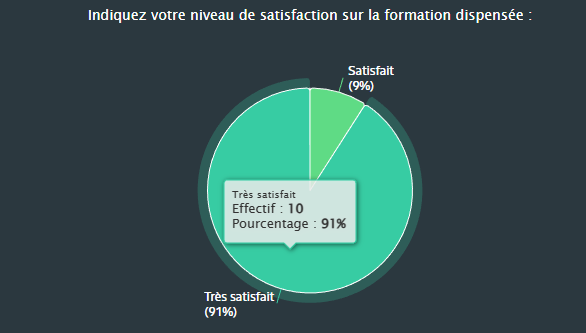 Indiquez votre niveau de satisfaction sur la formation dispensée :
Satisfait
(9%)
Très satisfait
Effectif : 10
Pourcentage : 91%
Très satisfait
(91%)